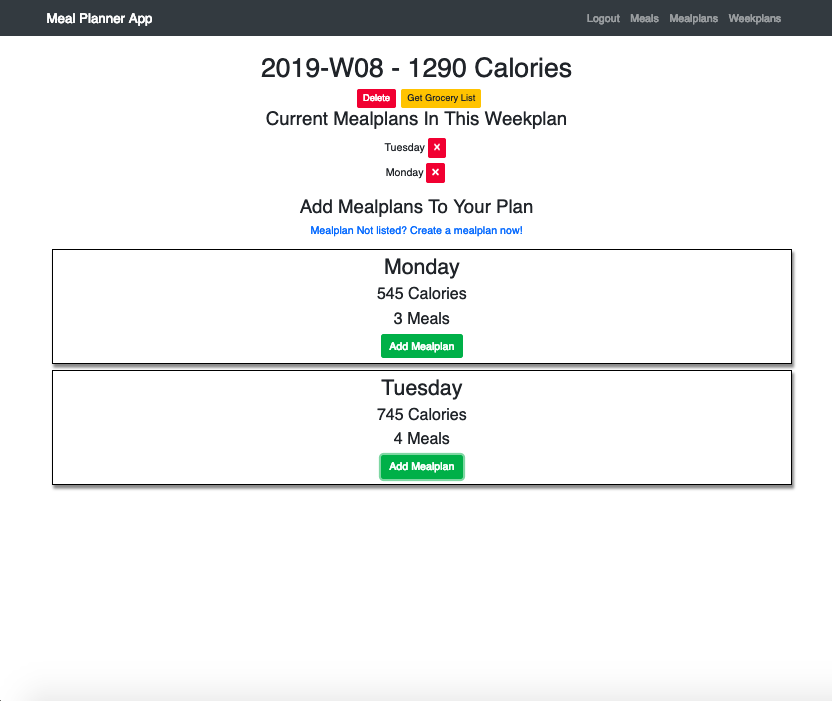 Meal Planner App Logout Meals Mealplans Weekplans
2019-W08 - 1290 Calories
Delete Get Grocery List
Current Mealplans In This Weekplan
Tuesday ×
Monday ×
Add Mealplans To Your Plan
Mealplan Not listed? Create a mealplan now!
Monday
545 Calories
3 Meals
Add Mealplan
Tuesday
745 Calories
4 Meals
Add Mealplan